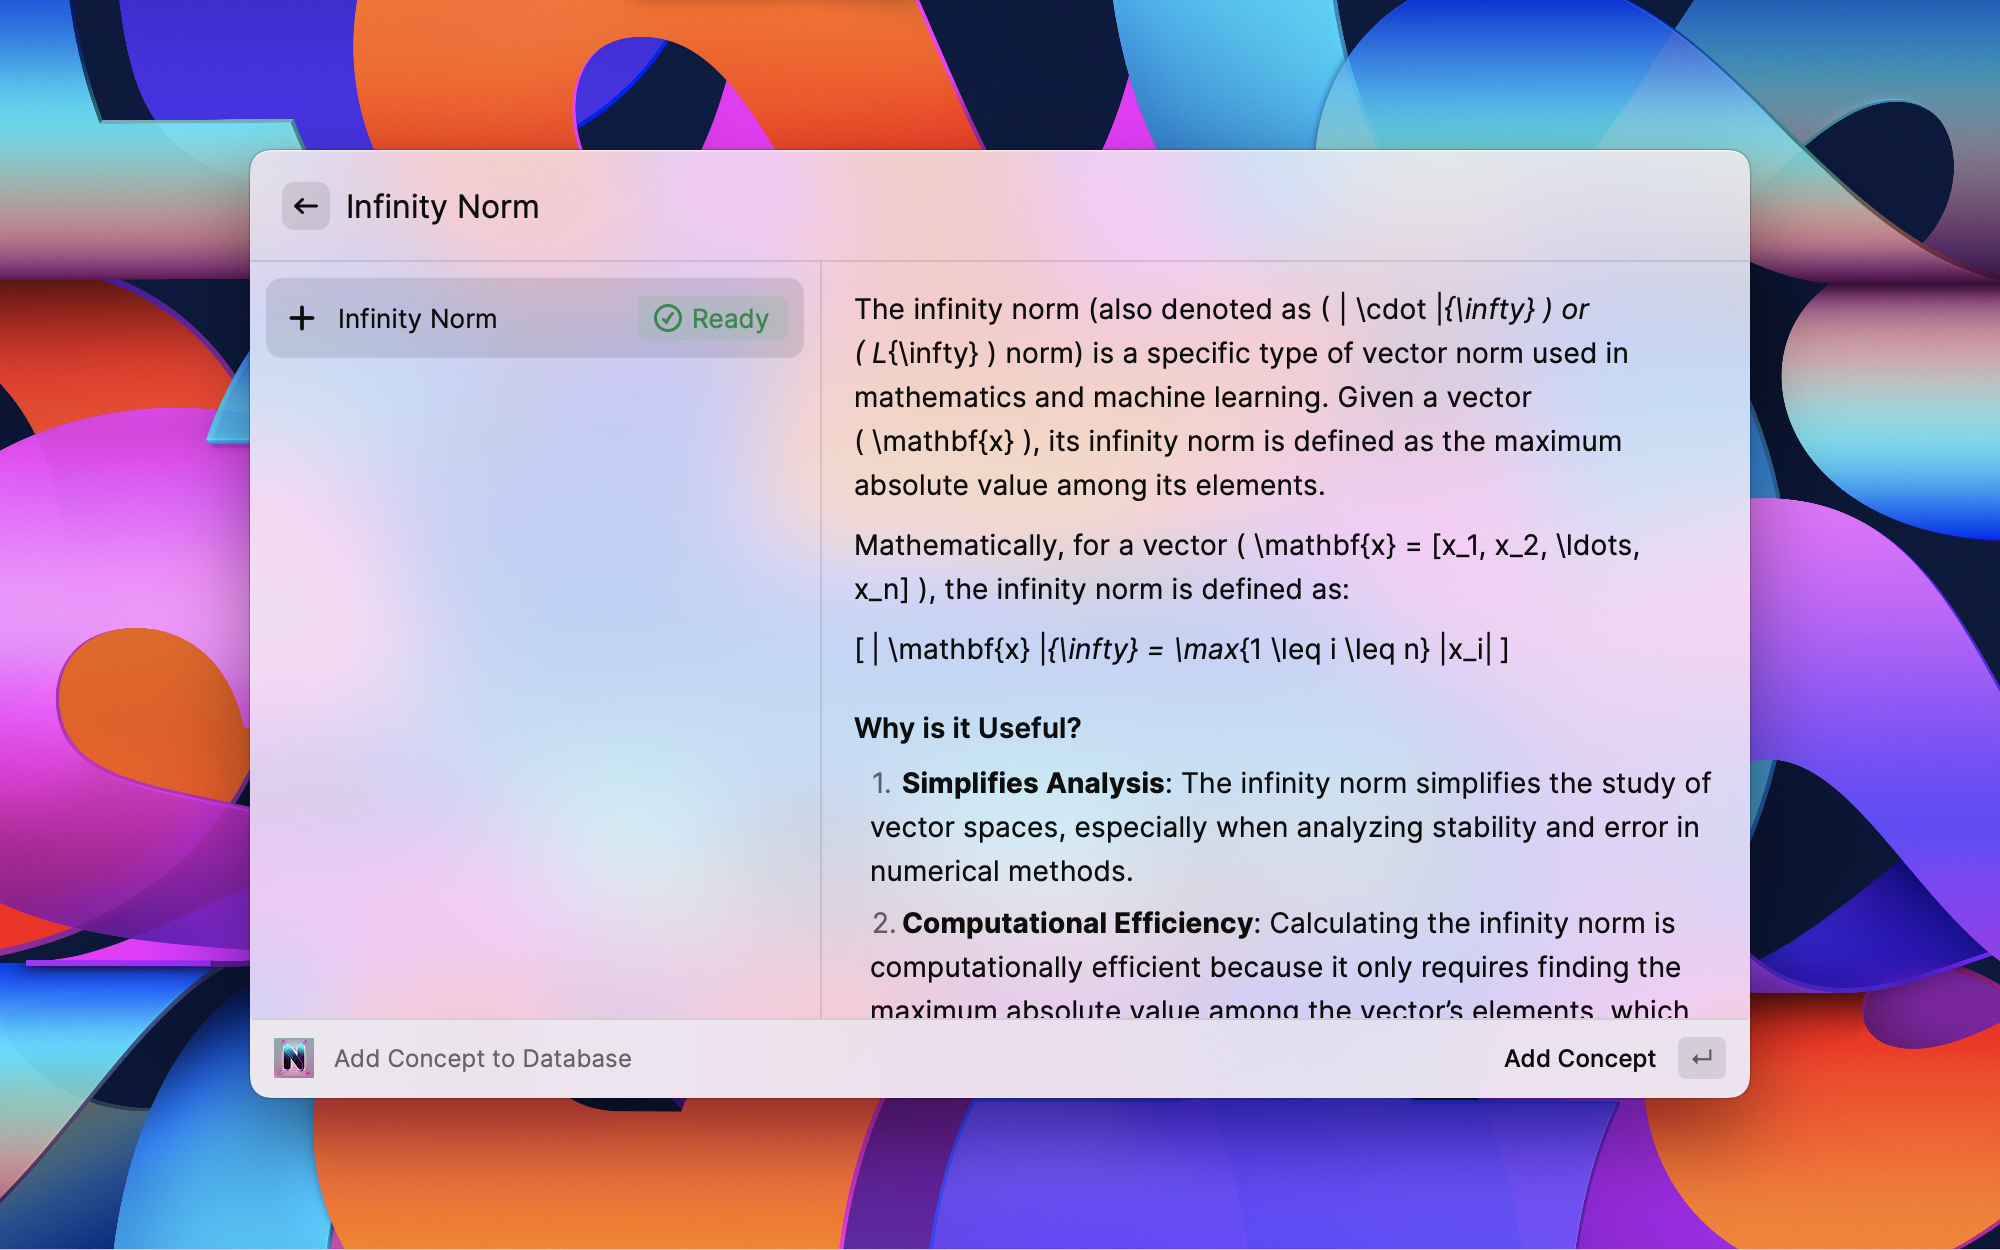 Infinity Norm
Infinity Norm
Ready
The infinity norm (also denoted as ( | \cdot |{\infty} ) or
( L{\infty} ) norm) is a specific type of vector norm used in
mathematics and machine learning. Given a vector
( \mathbf{x} ), its infinity norm is defined as the maximum
absolute value among its elements.
Mathematically, for a vector ( \mathbf{x} = [x_1, x_2, \ldots,
x_n] ), the infinity norm is defined as:
[ | \mathbf{x} |{\infty} = \max{1 \leq i \leq n} |x_i| ]
Why is it Useful?
1. Simplifies Analysis: The infinity norm simplifies the study of
vector spaces, especially when analyzing stability and error in
numerical methods.
2. Computational Efficiency: Calculating the infinity norm is
computationally efficient because it only requires finding the
maximum absolute value among the vector’s elements, which
N
Add Concept to Database
Add Concept